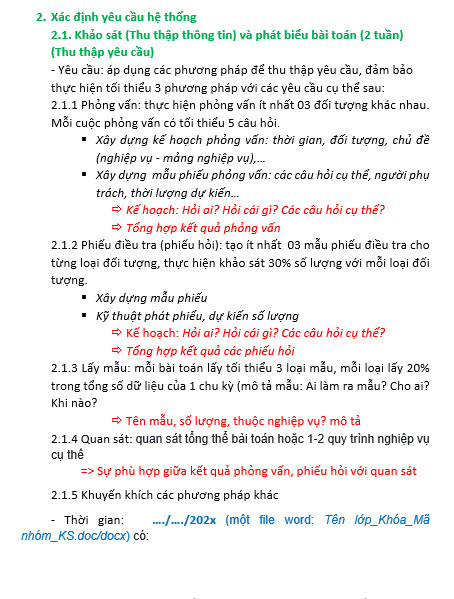 2. Xác định yêu cầu hệ thống
2.1. Khảo sát (Thu thập thông tin) và phát biểu bài toán (2 tuần)
(Thu thập yêu cầu)
- Yêu cầu: áp dụng các phương pháp để thu thập yêu cầu, đảm bảo
thực hiện tối thiểu 3 phương pháp với các yêu cầu cụ thể sau:
2.1.1 Phỏng vấn: thực hiện phỏng vấn ít nhất 03 đối tượng khác nhau.
Mỗi cuộc phỏng vấn có tối thiểu 5 câu hỏi.
▪ Xây dựng kế hoạch phỏng vấn: thời gian, đối tượng, chủ đề
(nghiệp vụ - mảng nghiệp vụ),...
▪ Xây dựng mẫu phiếu phỏng vấn: các câu hỏi cụ thể, người phụ
trách, thời lượng dự kiến...
⇨ Kế hoạch: Hỏi ai? Hỏi cái gì? Các câu hỏi cụ thể?
⇨ Tổng hợp kết quả phỏng vấn
2.1.2 Phiếu điều tra (phiếu hỏi): tạo ít nhất 03 mẫu phiếu điều tra cho
từng loại đối tượng, thực hiện khảo sát 30% số lượng với mỗi loại đối
tượng.
▪ Xây dựng mẫu phiếu
▪ Kỹ thuật phát phiếu, dự kiến số lượng
⇨ Kế hoạch: Hỏi ai? Hỏi cái gì? Các câu hỏi cụ thể?
⇨ Tổng hợp kết quả các phiếu hỏi
2.1.3 Lấy mẫu: mỗi bài toán lấy tối thiểu 3 loại mẫu, mỗi loại lấy 20%
trong tổng số dữ liệu của 1 chu kỳ (mô tả mẫu: Ai làm ra mẫu? Cho ai?
Khi nào?
⇨ Tên mẫu, số lượng, thuộc nghiệp vụ? mô tả
2.1.4 Quan sát: quan sát tổng thể bài toán hoặc 1-2 quy trình nghiệp vụ
cụ thể
=> Sự phù hợp giữa kết quả phỏng vấn, phiếu hỏi với quan sát
2.1.5 Khuyến khích các phương pháp khác
- Thời gian: ..../..../202x (một file word: Tên lớp_Khóa_Mã
nhóm_KS.doc/docx) có: